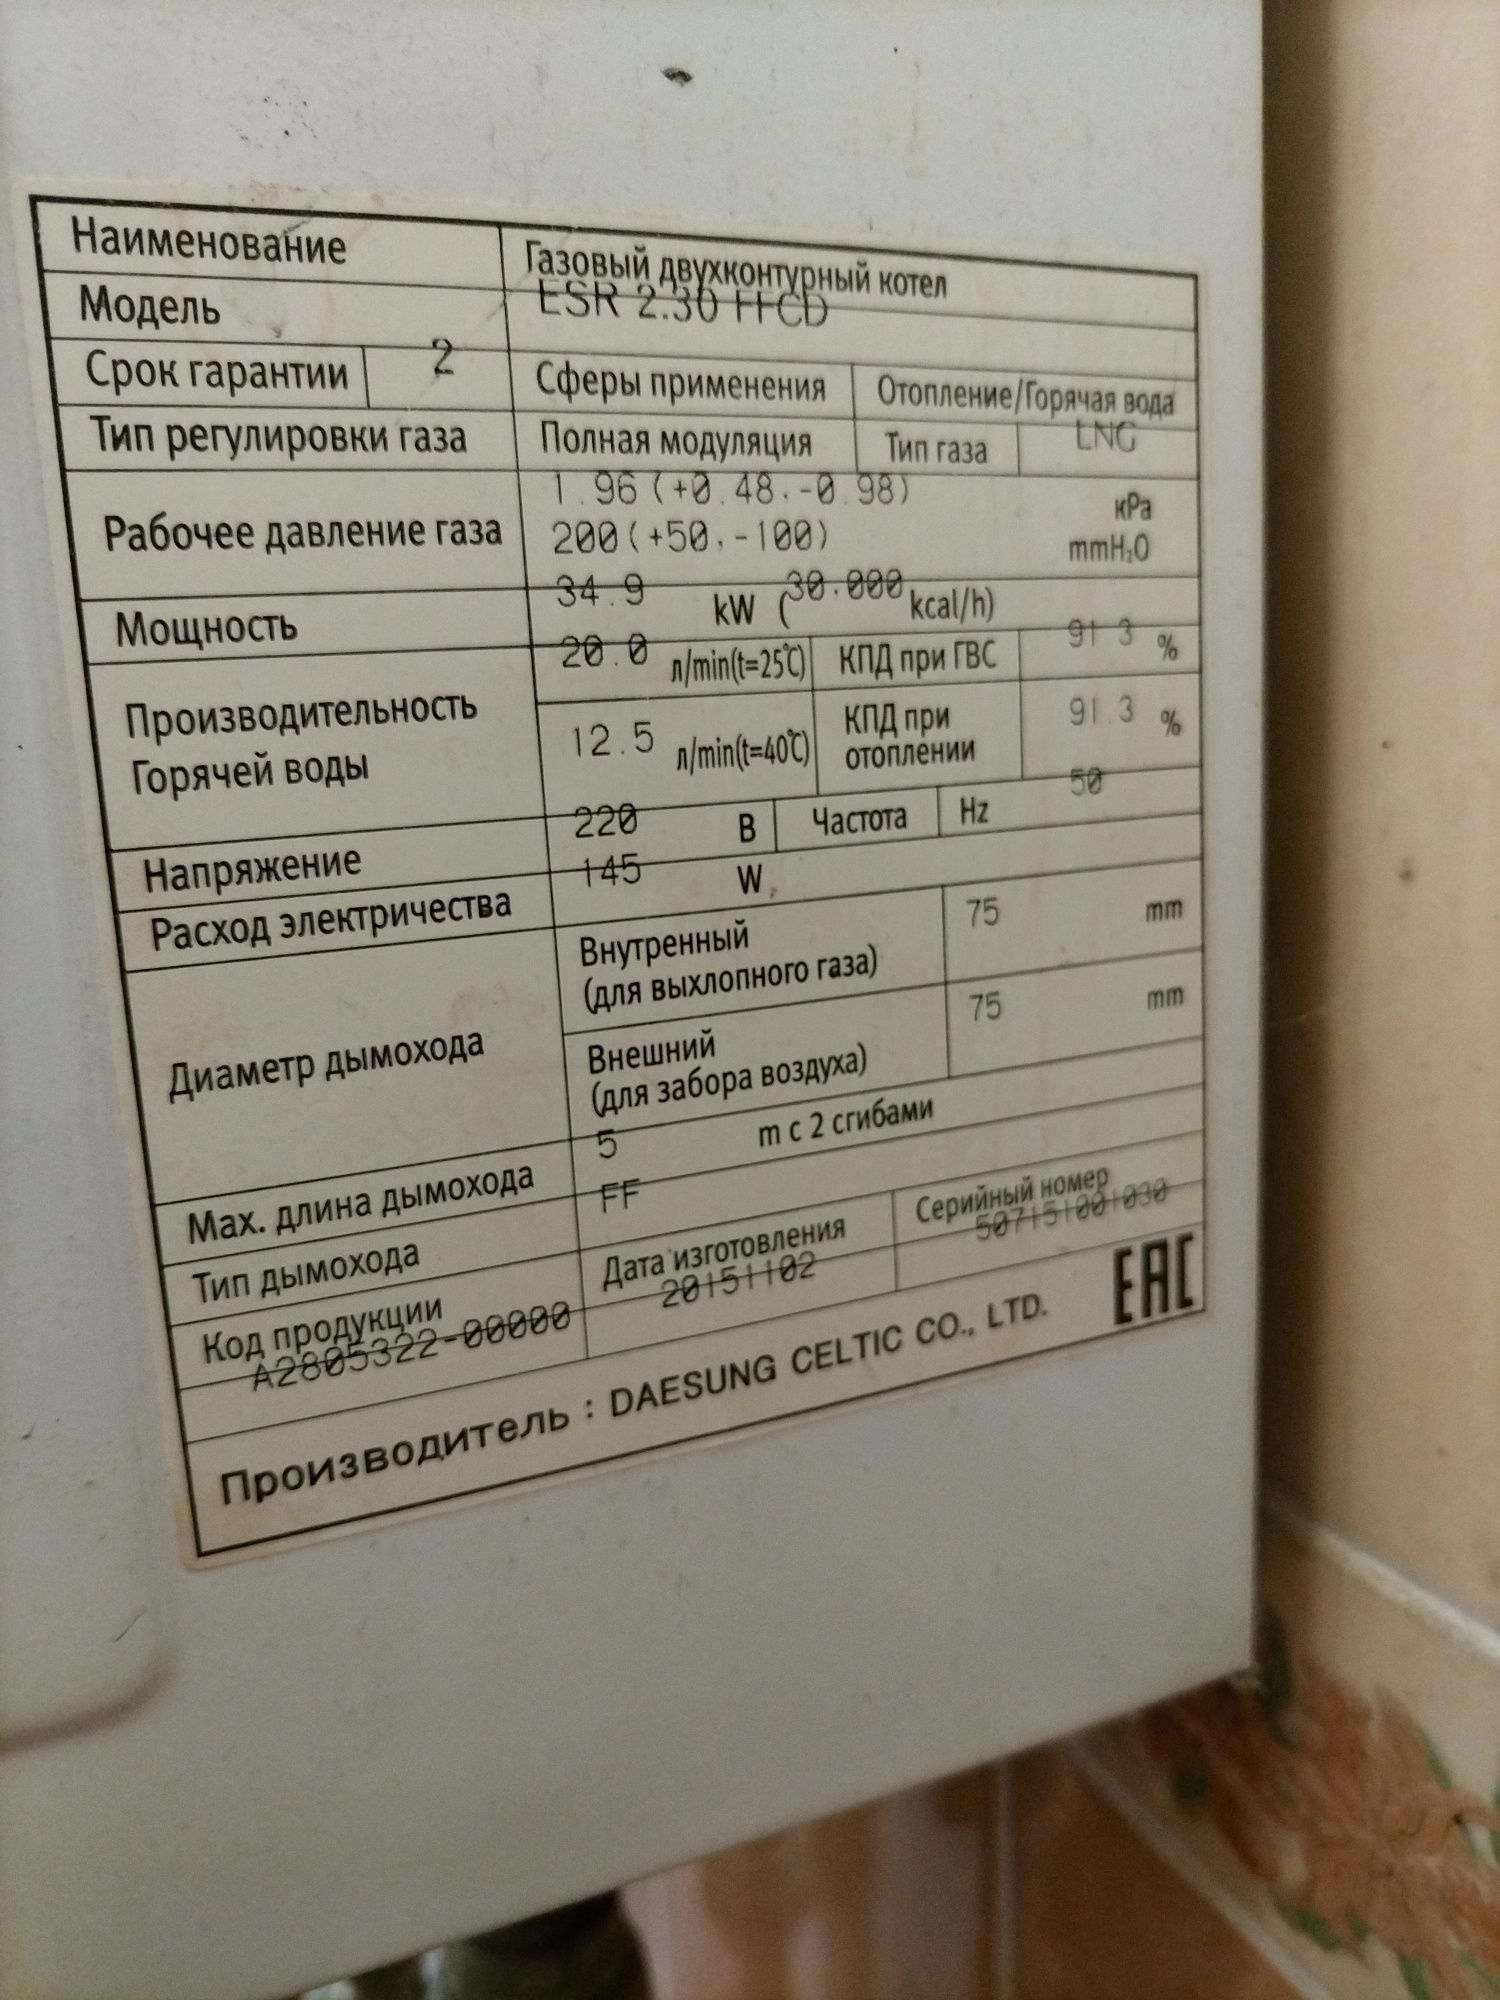 Наименование Газовый двухконтурный котел
Модель ESR 2.30 FFCD
Срок гарантии 2 Сферы применения Отопление/Горячая вода
Тип регулировки газа Полная модуляция Тип газа LNG
Рабочее давление газа 1.96(+0.48.-0.98) kPa
200(+50.-100) mmH₂O
Мощность 34.9 kW (30.000 kcal/h)
Производительность Горячей воды 20.0 л/min(t=25℃) КПД при ГВС 91.3 %
12.5 л/min(t=40℃) КПД при отоплении 91.3 %
Напряжение 220 В Частота Hz 50
Расход электричества 145 W
Диаметр дымохода Внутренный (для выхлопного газа) 75 mm
Внешний (для забора воздуха) 75 mm
Мах. длина дымохода 5 m с 2 сгибами
Тип дымохода FF
Код продукции Дата изготовления Серийный номер
A2805322-00000 20151102 507151001030
Производитель : DAESUNG CELTIC CO., LTD. EAC